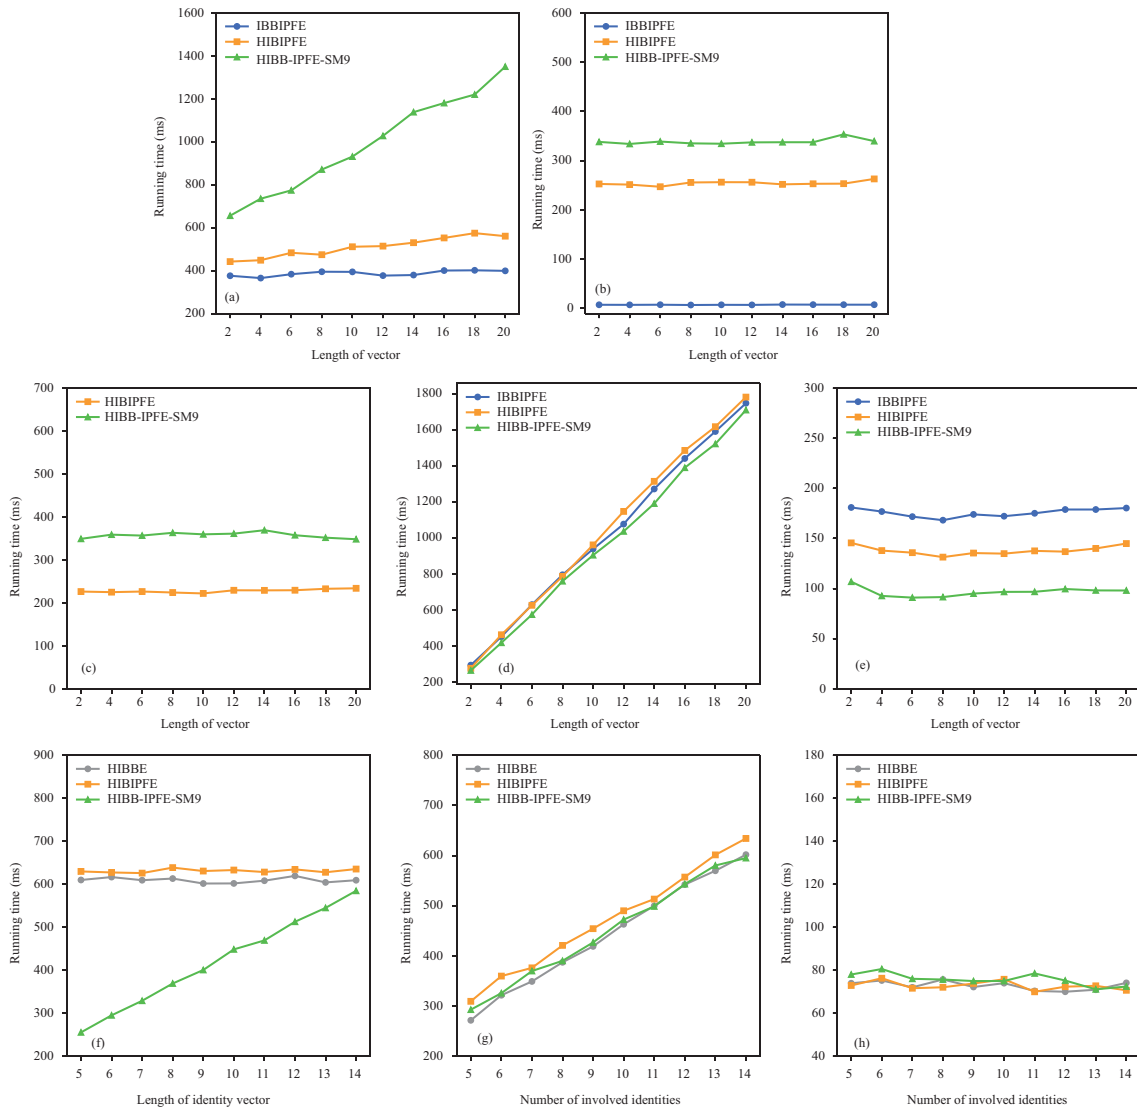 1600
1400
1200
1000
800
600
400
200
Running time (ms)
IBBIPFE
HIBIPFE
HIBB-IPFE-SM9
(a)
2 4 6 8 10 12 14 16 18 20
Length of vector
600
500
400
300
200
100
0
Running time (ms)
IBBIPFE
HIBIPFE
HIBB-IPFE-SM9
(b)
2 4 6 8 10 12 14 16 18 20
Length of vector
700
600
500
400
300
200
100
0
Running time (ms)
HIBIPFE
HIBB-IPFE-SM9
(c)
2 4 6 8 10 12 14 16 18 20
Length of vector
1800
1600
1400
1200
1000
800
600
400
200
Running time (ms)
IBBIPFE
HIBIPFE
HIBB-IPFE-SM9
(d)
2 4 6 8 10 12 14 16 18 20
Length of vector
300
250
200
150
100
50
0
Running time (ms)
IBBIPFE
HIBIPFE
HIBB-IPFE-SM9
(e)
2 4 6 8 10 12 14 16 18 20
Length of vector
900
800
700
600
500
400
300
200
Running time (ms)
HIBBE
HIBIPFE
HIBB-IPFE-SM9
(f)
5 6 7 8 9 10 11 12 13 14
Length of identity vector
800
700
600
500
400
300
200
Running time (ms)
HIBBE
HIBIPFE
HIBB-IPFE-SM9
(g)
5 6 7 8 9 10 11 12 13 14
Number of involved identities
180
160
140
120
100
80
60
40
Running time (ms)
HIBBE
HIBIPFE
HIBB-IPFE-SM9
(h)
5 6 7 8 9 10 11 12 13 14
Number of involved identities